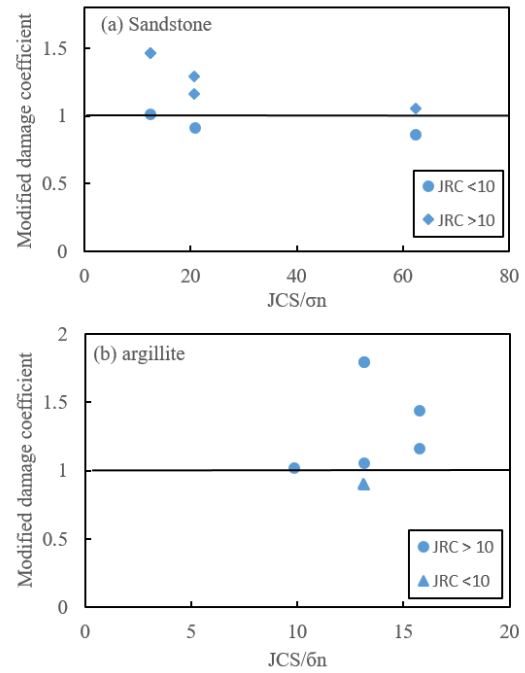 (a) Sandstone
1.5
1
0.5
0
0 20 40 60 80
Modified damage coefficient
JCS/σn
JRC <10
JRC >10
(b) argillite
2
1.5
1
0.5
0
0 5 10 15 20
Modified damage coefficient
JCS/бn
JRC > 10
JRC <10